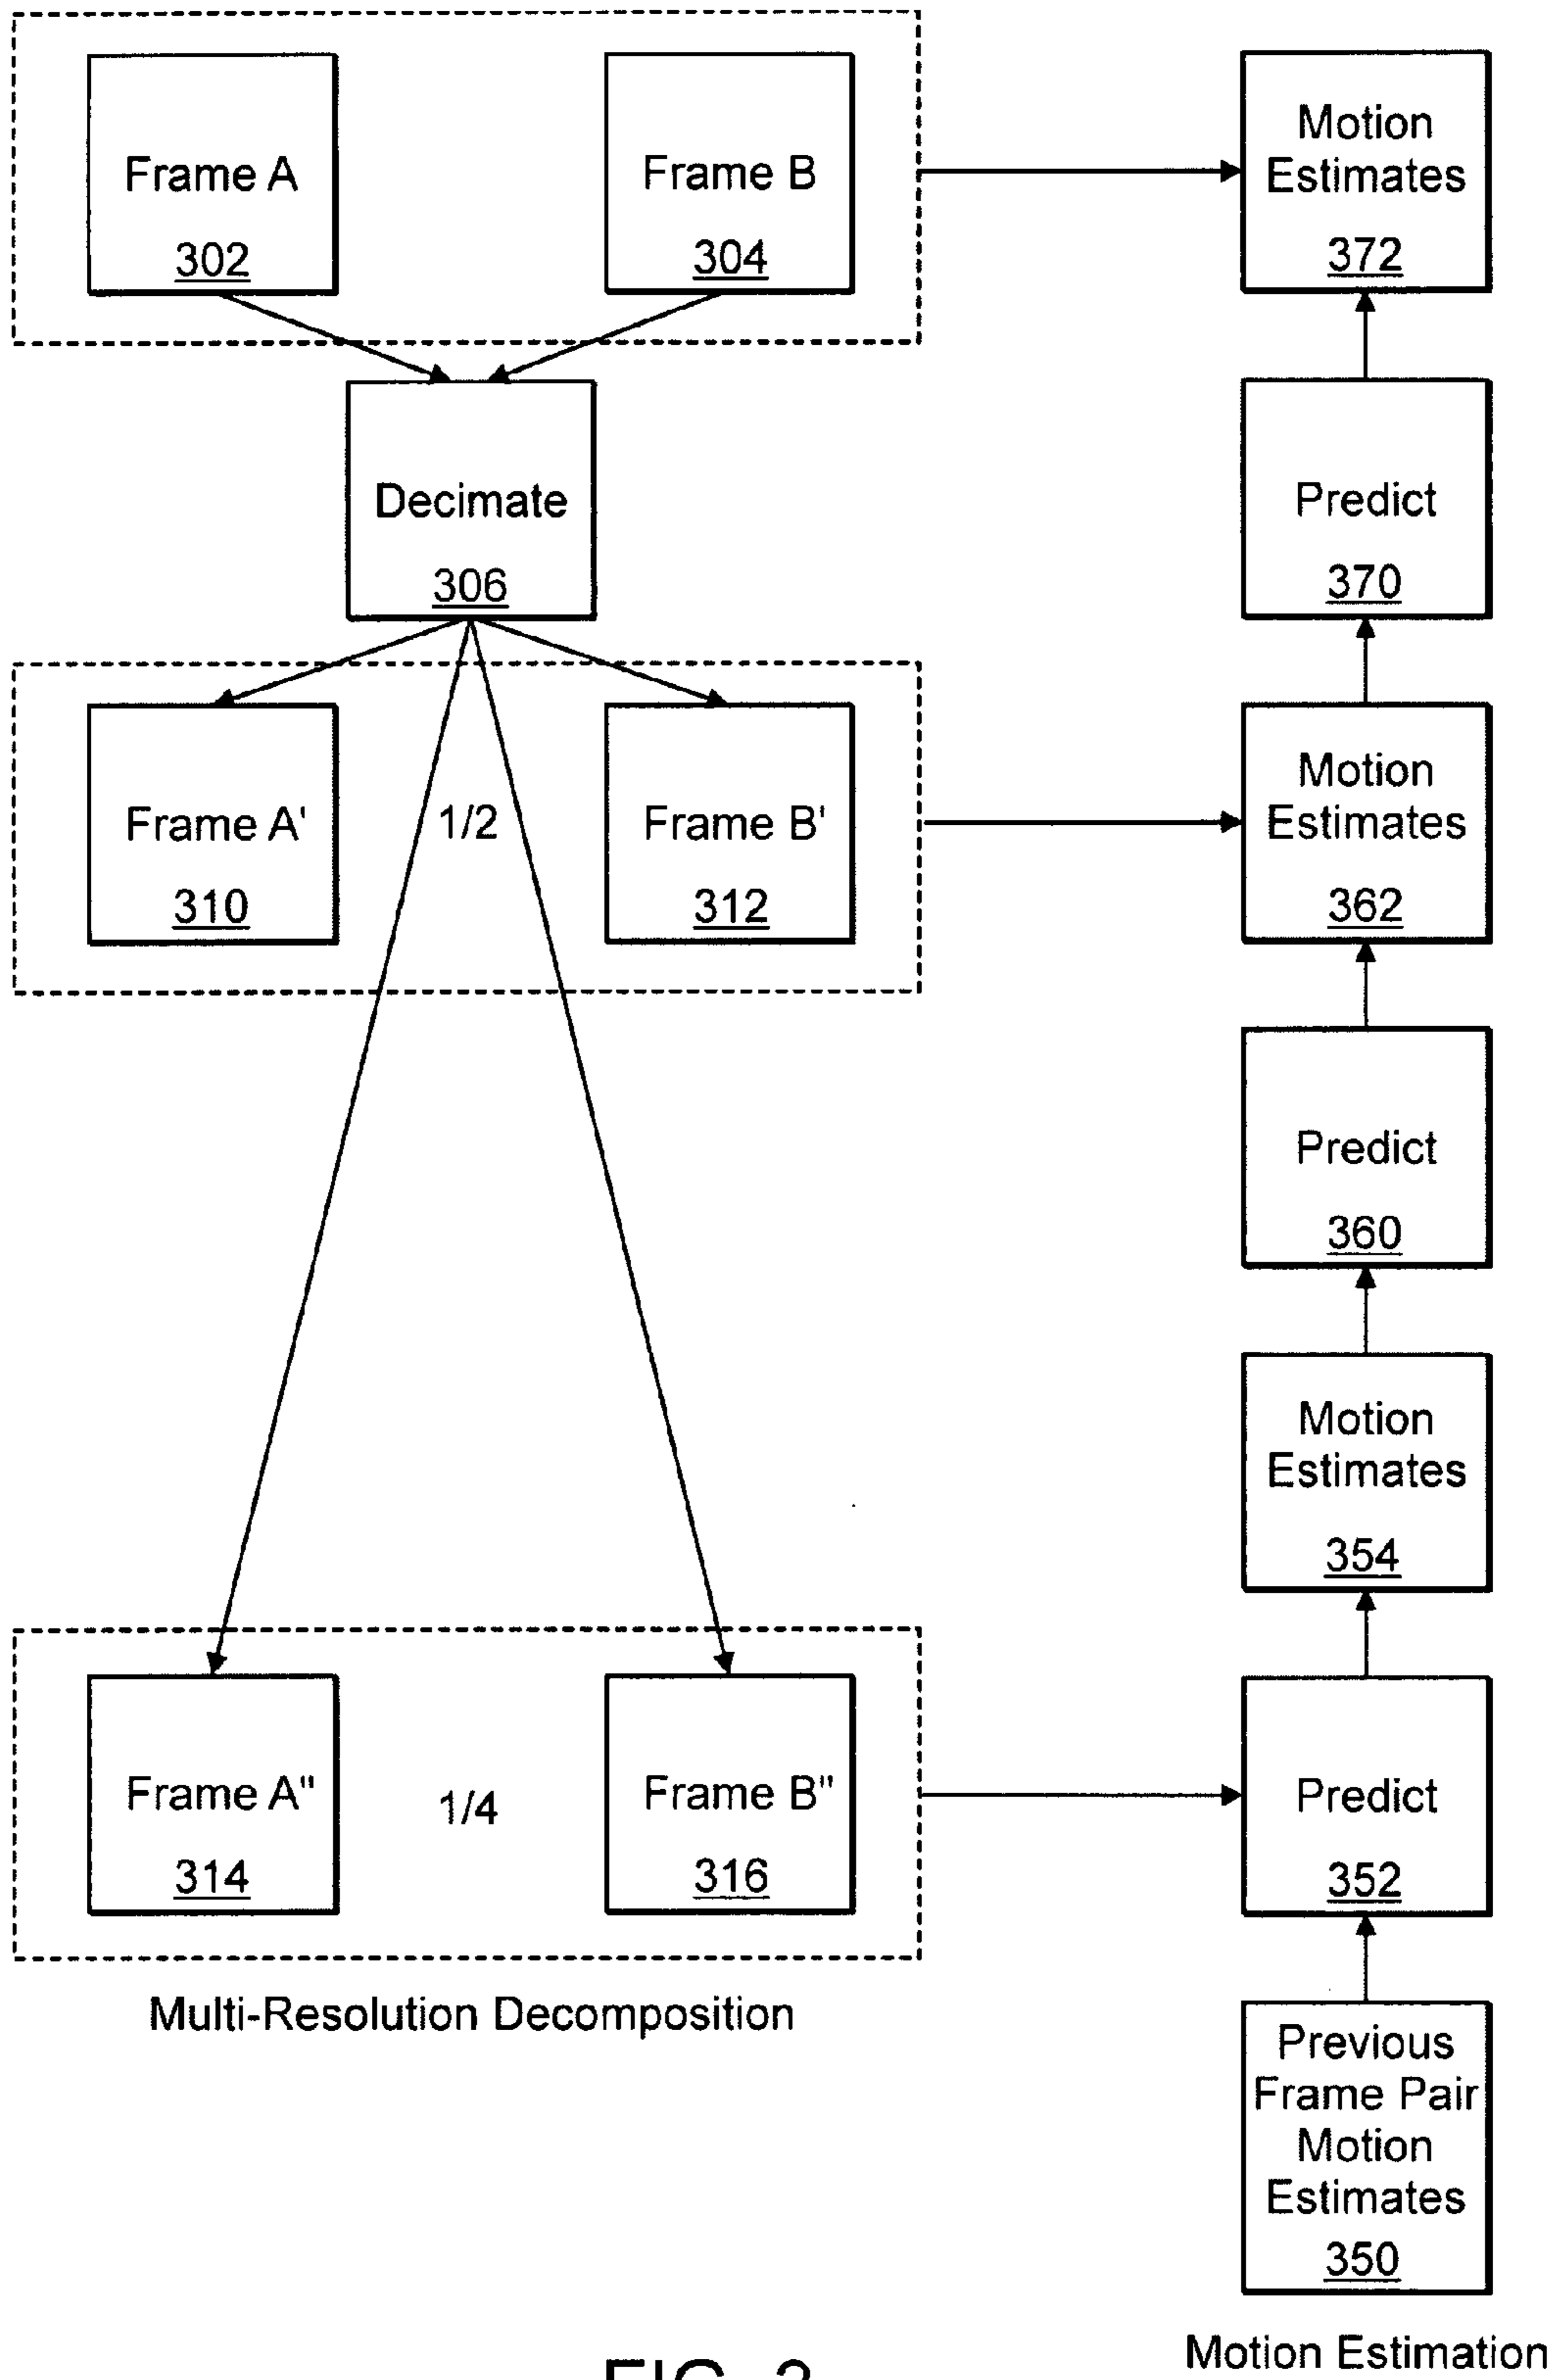 Frame A
302
Frame B
304
Motion
Estimates
372
Decimate
306
Predict
370
Frame A'
310
1/2
Frame B'
312
Motion
Estimates
362
Predict
360
Motion
Estimates
354
Frame A"
314
1/4
Frame B"
316
Predict
352
Multi-Resolution Decomposition
Previous
Frame Pair
Motion
Estimates
350
Motion Estimation